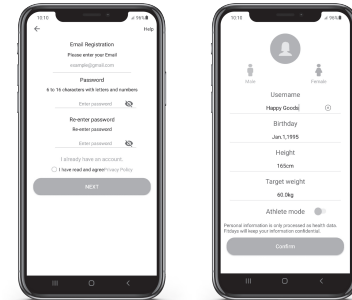 10:10
96%
Help
Email Registration
Please enter your Email
example@gmail.com
Password
6 to 16 characters with letters and numbers
Enter password
Re-enter password
Re-enter password
Enter password
I already have an account.
I have read and agreePrivacy Policy
NEXT
10:10
96%
Male
Female
Username
Happy Goods
Birthday
Jan.1,1995
Height
165cm
Target weight
60.0kg
Athlete mode
Personal information is only processed as health data,
Fitdays will keep your information confidential.
Confirm